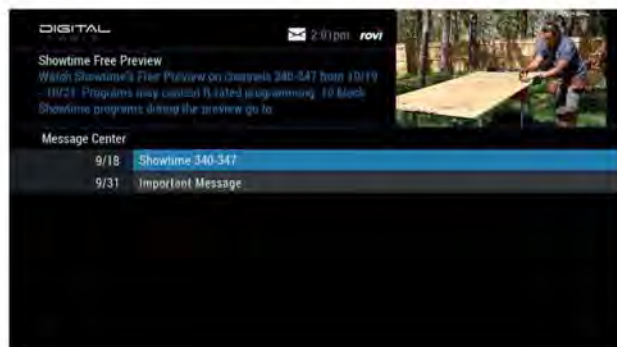 DIGITAL
2:01pm rovi
Showtime Free Preview
Watch Showtime's Free Preview on channels 340-347 from 10/19
- 10/21. Programs may contain R rated programming. To block
Showtime programs during the preview go to
Message Center
9/18 Showtime 340-347
9/31 Important Message